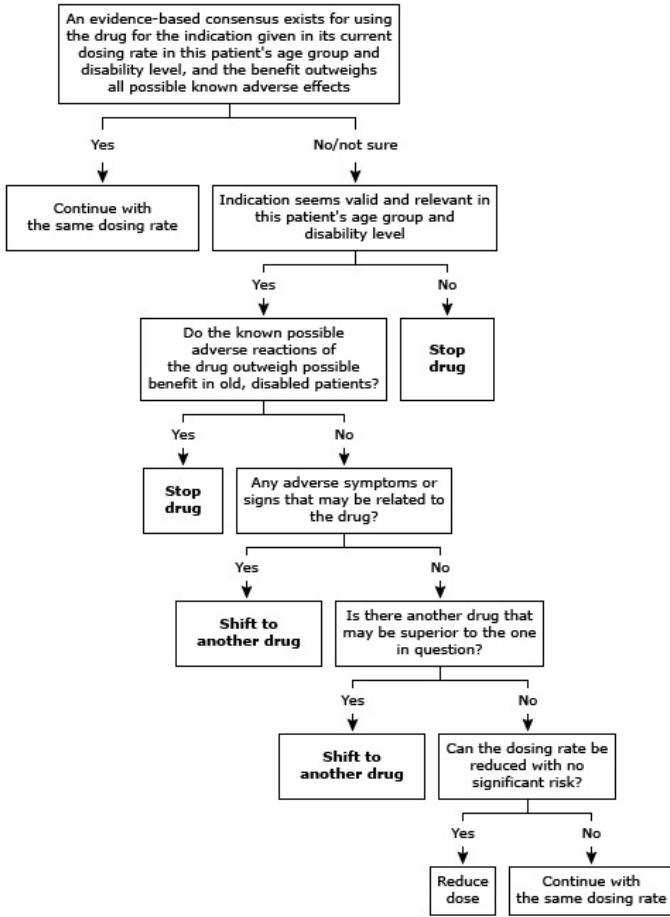 An evidence-based consensus exists for using
the drug for the indication given in its current
dosing rate in this patient's age group and
disability level, and the benefit outweighs
all possible known adverse effects
Yes
No/not sure
Continue with
the same dosing rate
Indication seems valid and relevant in
this patient's age group and
disability level
Yes
No
Do the known possible
adverse reactions of
the drug outweigh possible
benefit in old, disabled patients?
Stop
drug
Yes
No
Stop
drug
Any adverse symptoms or
signs that may be related to
the drug?
Yes
No
Shift to
another drug
Is there another drug that
may be superior to the one
in question?
Yes
No
Shift to
another drug
Can the dosing rate be
reduced with no
significant risk?
Yes
No
Reduce
dose
Continue with
the same dosing rate